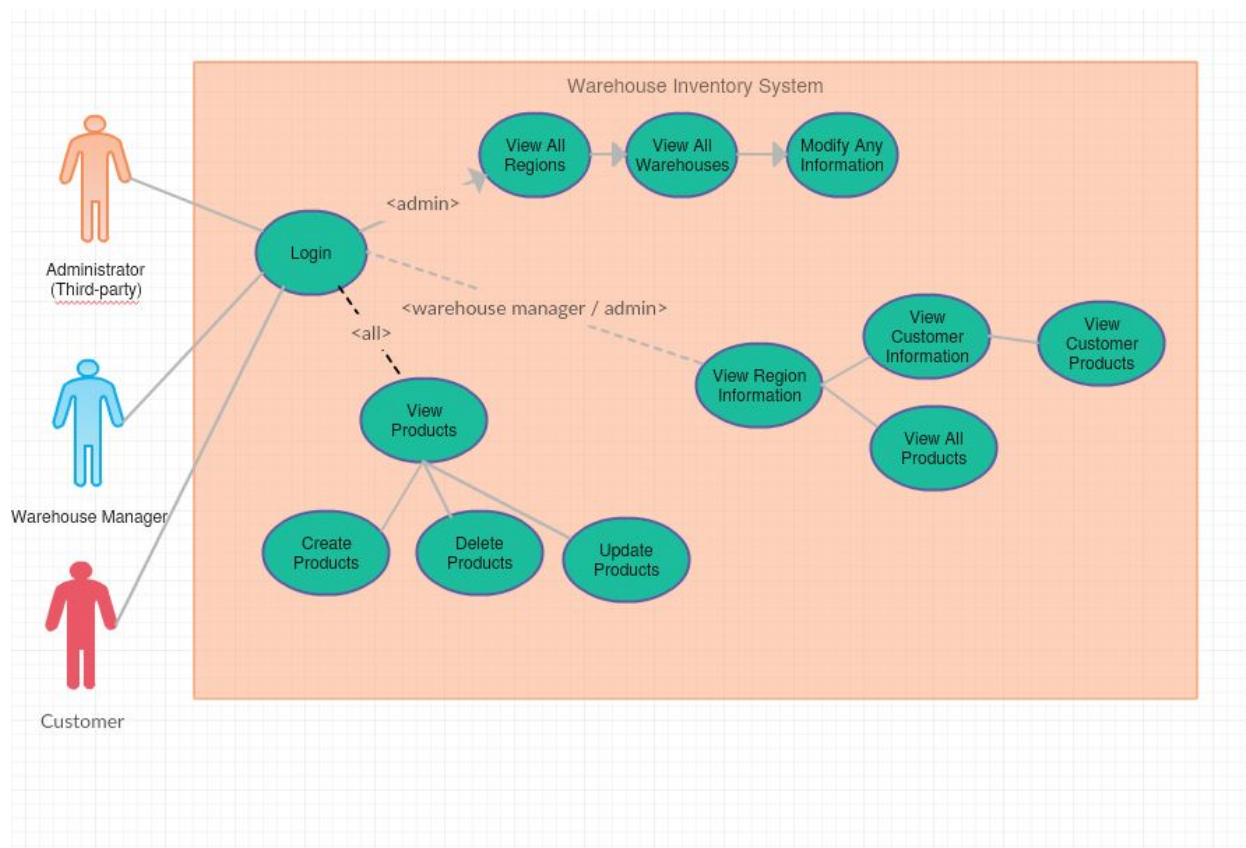 Warehouse Inventory System
View All
Regions
View All
Warehouses
Modify Any
Information
<admin>
Login
Administrator
(Third-party)
<warehouse manager / admin>
<all>
View
Customer
Information
View
Customer
Products
View Region
Information
View
Products
View All
Products
Warehouse Manager
Create
Products
Delete
Products
Update
Products
Customer